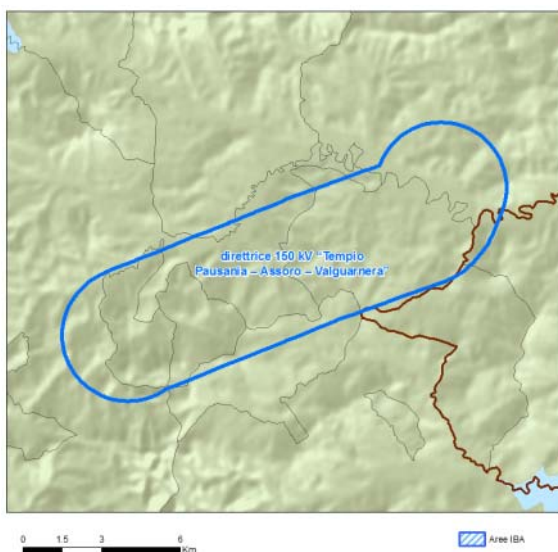 direttrice 150 kV "Tempio
Pausania – Assoro – Valguarnera"
0 1.5 3 6
Km
Aree IBA